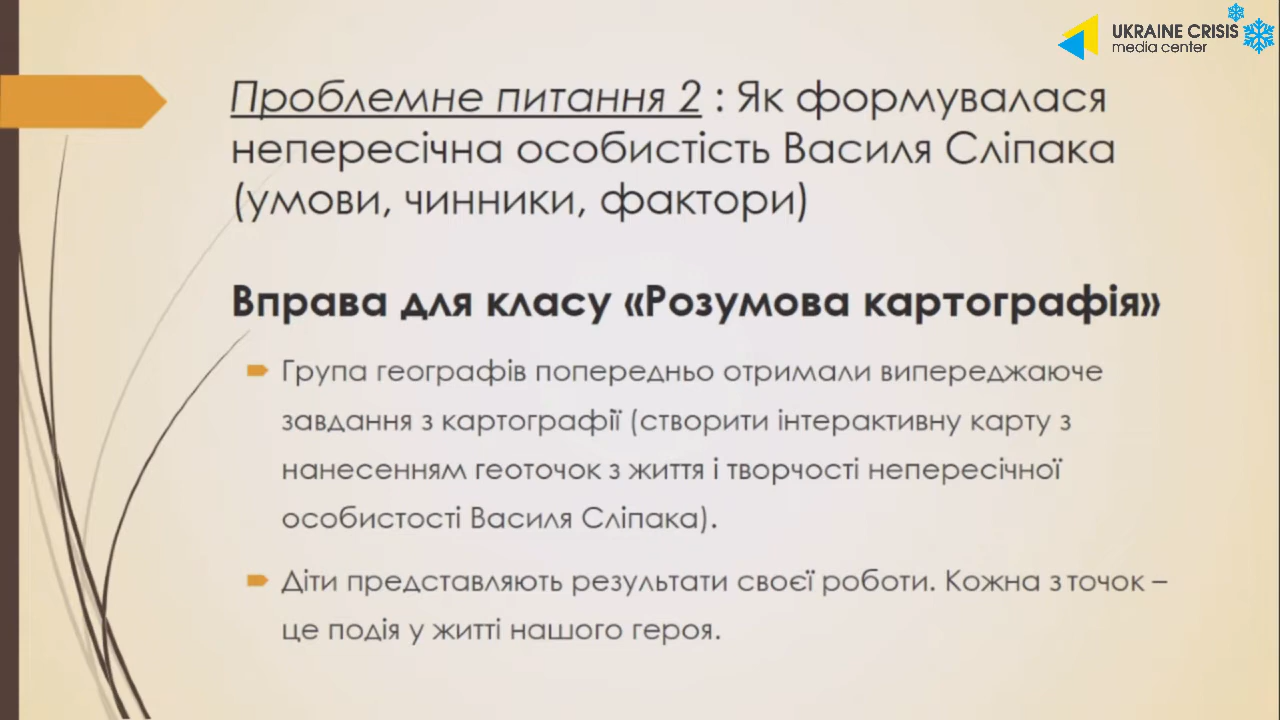 UKRAINE CRISIS
media center
Проблемне питання 2 : Як формувалася
непересічна особистість Василя Сліпака
(умови, чинники, фактори)
Вправа для класу «Розумова картографія»
Група географів попередньо отримали випереджаюче
завдання з картографії (створити інтерактивну карту з
нанесенням геоточок з життя і творчості непересічної
особистості Василя Сліпака).
Діти представляють результати своєї роботи. Кожна з точок –
це подія у житті нашого героя.